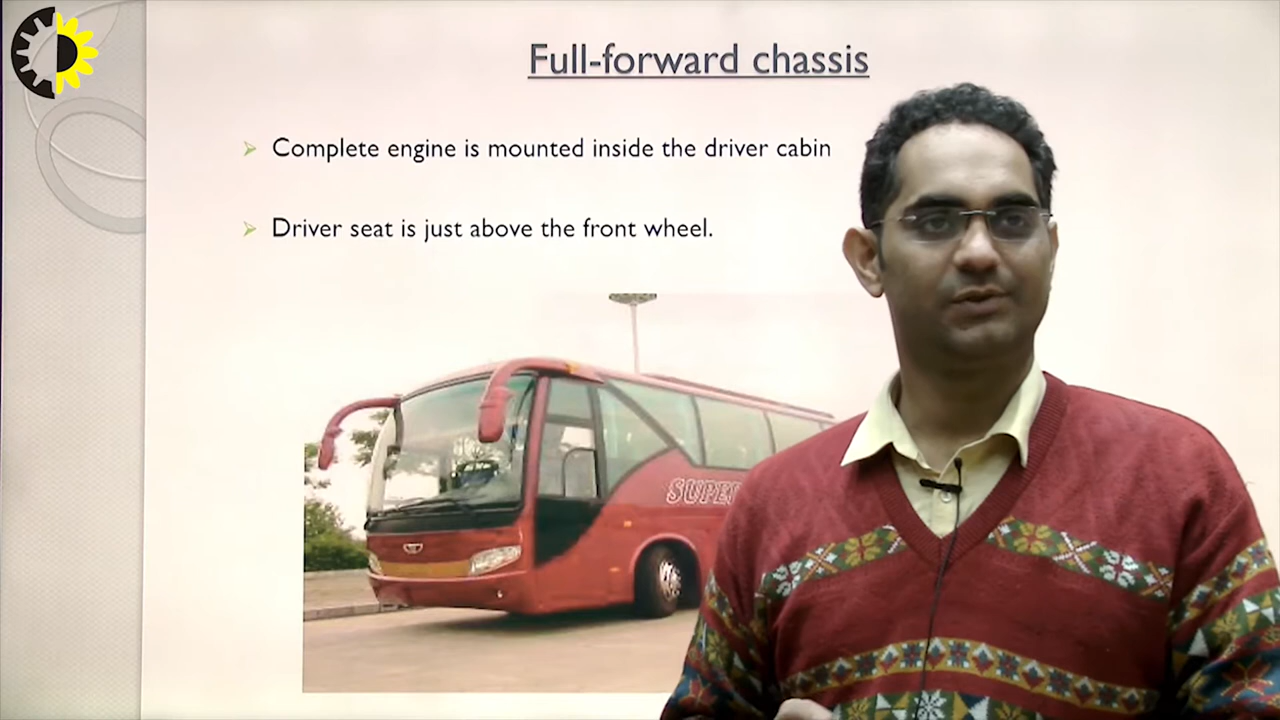 Full-forward chassis
Complete engine is mounted inside the driver cabin
Driver seat is just above the front wheel.